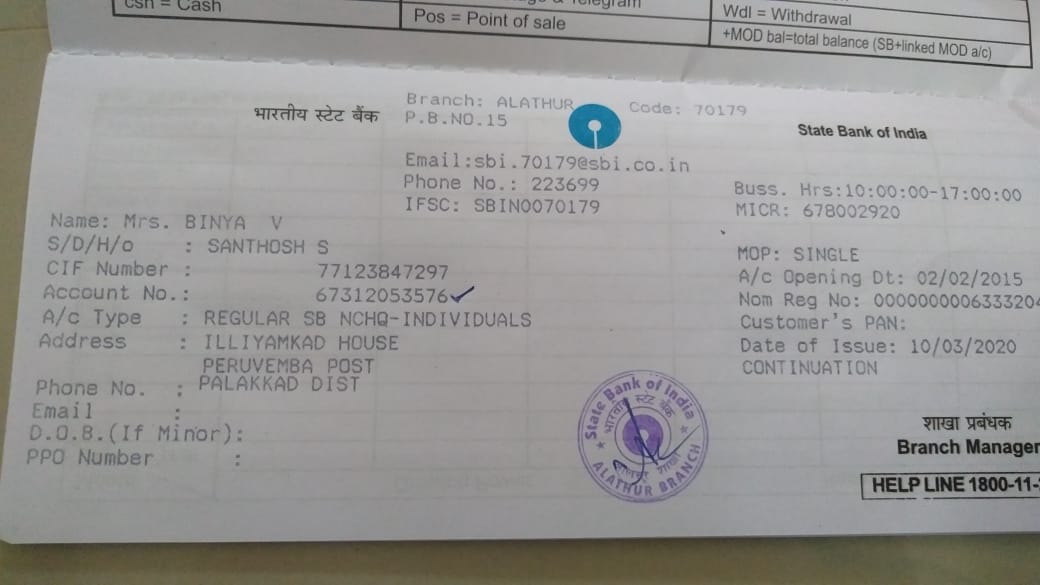 csh = Cash
Telegram
Pos = Point of sale
Wdl = Withdrawal
+MOD bal=total balance (SB+linked MOD a/c)
भारतीय स्टेट बैंक
Branch: ALATHUR Code: 70179
P.B.NO.15
State Bank of India
Email:sbi.70179@sbi.co.in
Phone No.: 223699
IFSC: SBIN0070179
Buss. Hrs:10:00:00-17:00:00
MICR: 678002920
Name: Mrs. BINYA V
S/D/H/o : SANTHOSH S
CIF Number : 77123847297
Account No.: 67312053576
A/c Type : REGULAR SB NCHQ-INDIVIDUALS
Address : ILLIYAMKAD HOUSE
PERUVEMBA POST
PALAKKAD DIST
Phone No. :
Email :
D.O.B.(If Minor):
PPO Number :
MOP: SINGLE
A/c Opening Dt: 02/02/2015
Nom Reg No: 0000000006333204
Customer's PAN:
Date of Issue: 10/03/2020
CONTINUATION
State Bank of India
भारतीय स्टेट बैंक
शाखा
ALATHUR BRANCH
शाखा प्रबंधक
Branch Manager
HELP LINE 1800-11-